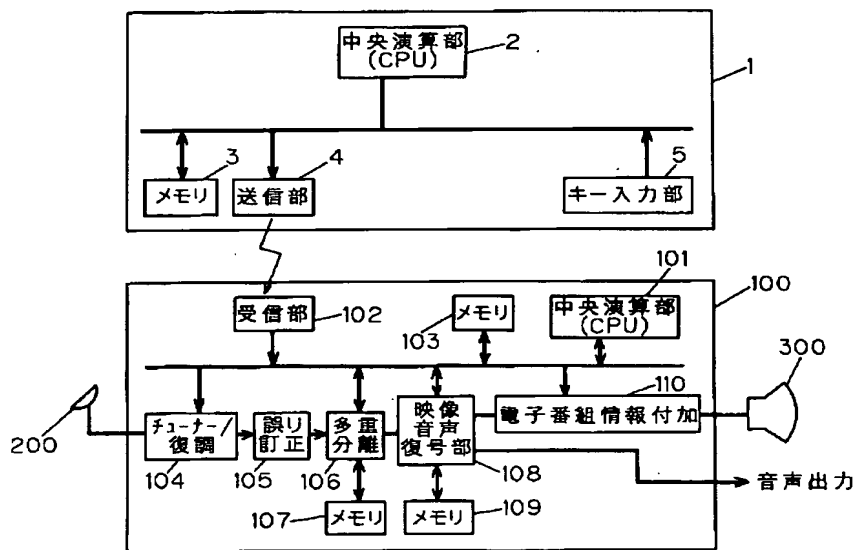 中央演算部
(CPU)
2
1
3
4
5
メモリ
送信部
キー入力部
101
受信部
102
103
メモリ
中央演算部
(CPU)
100
300
110
200
チューナー/
復調
誤り
訂正
多重
分離
映像
音声
復号部
電子番組情報付加
104
105
106
108
音声出力
107
メモリ
メモリ
109